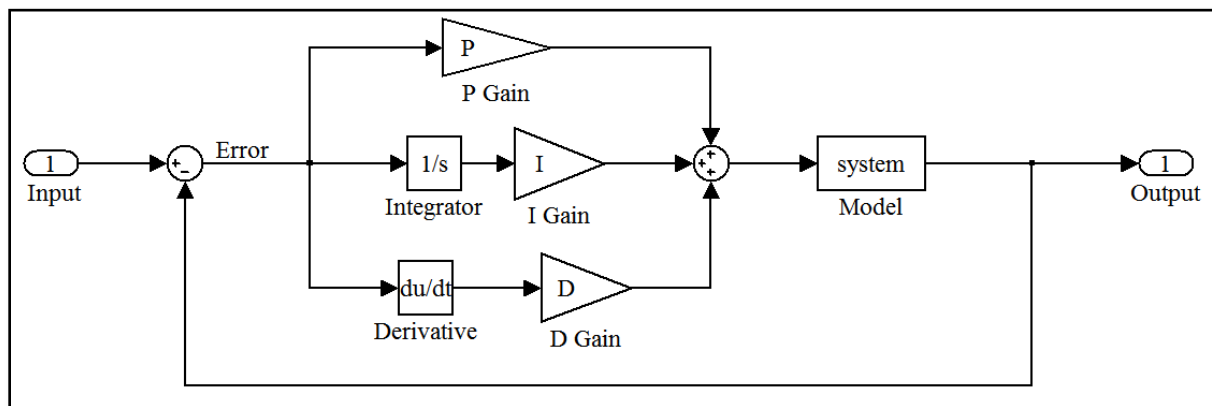 P
P Gain
1
Input
+
-
Error
1/s
Integrator
I
I Gain
+
+
+
system
Model
1
Output
du/dt
Derivative
D
D Gain